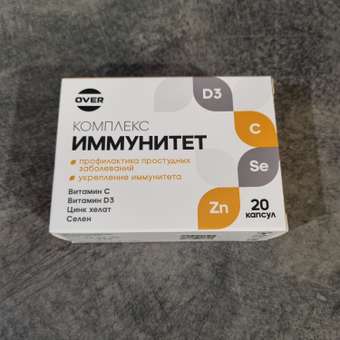 OVER
КОМПЛЕКС
ИММУНИТЕТ
профилактика простудных
заболеваний
укрепление иммунитета
Витамин С
Витамин D3
Цинк хелат
Селен
D3
C
Se
Zn
20
капсул